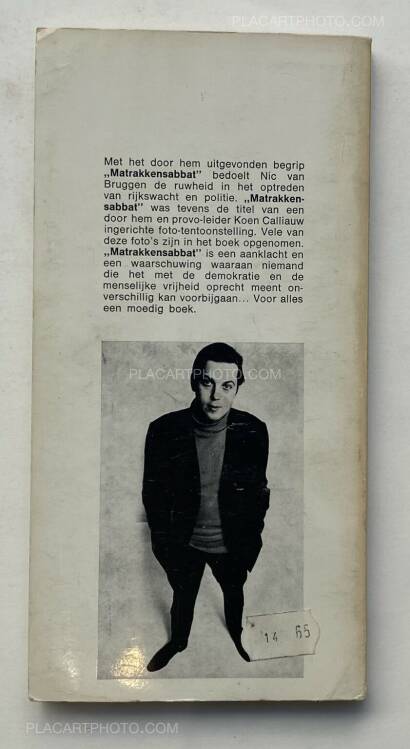 PLACARTPHOTO.COM
Met het door hem uitgevonden begrip
„Matrakkensabbat" bedoelt Nic van
Bruggen de ruwheid in het optreden
van rijkswacht en politie. „Matrakken-
sabbat" was tevens de titel van een
door hem en provo-leider Koen Calliauw
ingerichte foto-tentoonstelling. Vele van
deze foto's zijn in het boek opgenomen.
„Matrakkensabbat" is een aanklacht en
een waarschuwing waaraan niemand
die het met de demokratie en de
menselijke vrijheid oprecht meent on-
verschillig kan voorbijgaan... Voor alles
een moedig boek.
PLACARTPHOTO.COM
14 65
PLACARTPHOTO.COM